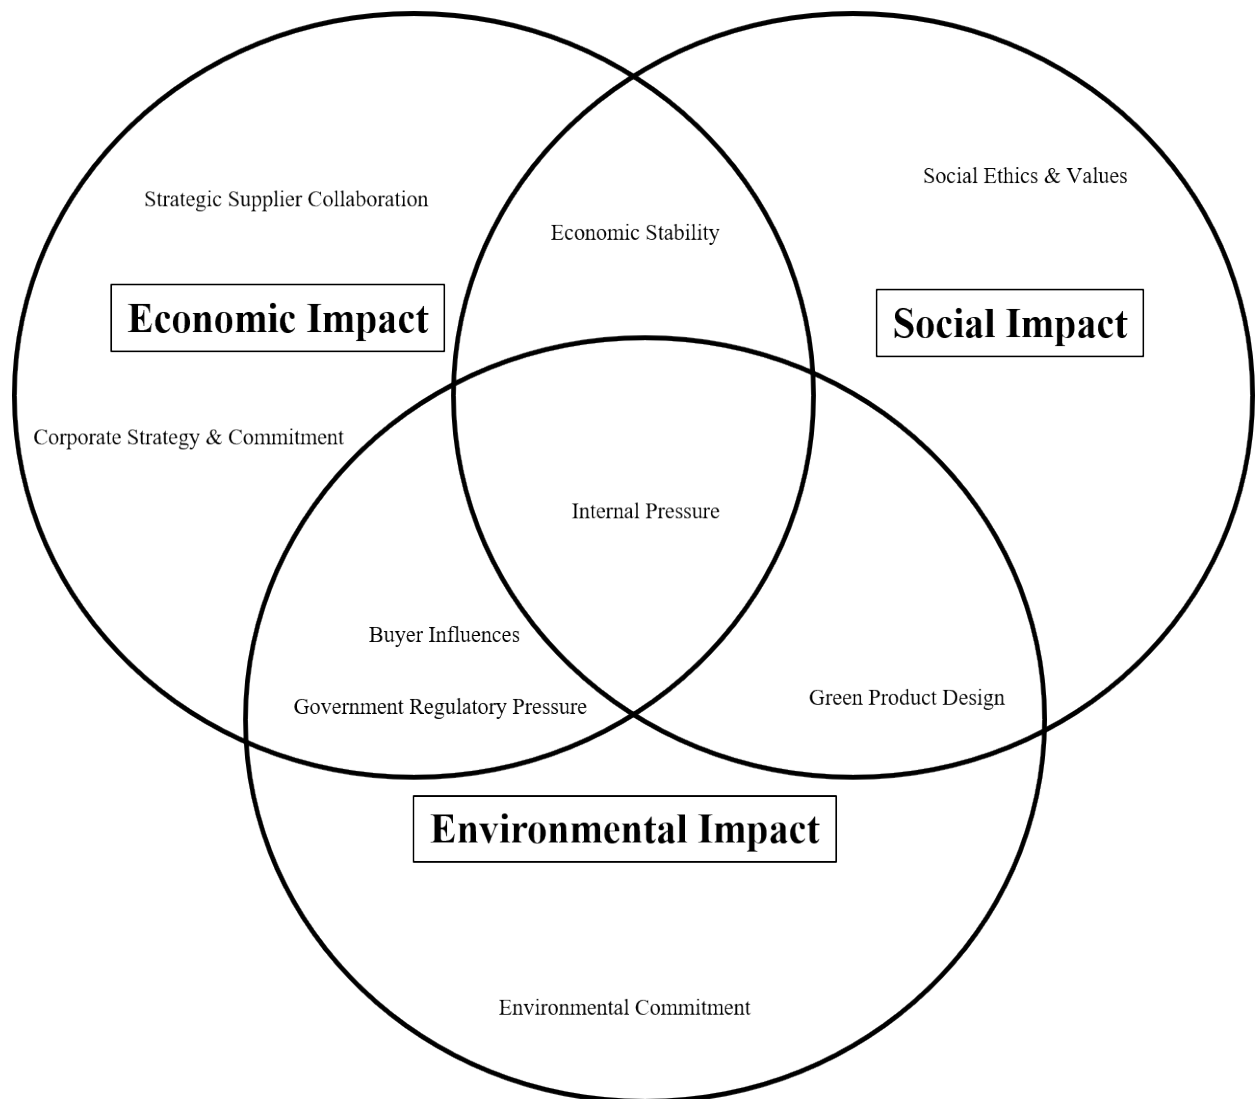 Social Ethics & Values
Strategic Supplier Collaboration
Economic Stability
Economic Impact
Social Impact
Corporate Strategy & Commitment
Internal Pressure
Buyer Influences
Green Product Design
Government Regulatory Pressure
Environmental Impact
Environmental Commitment